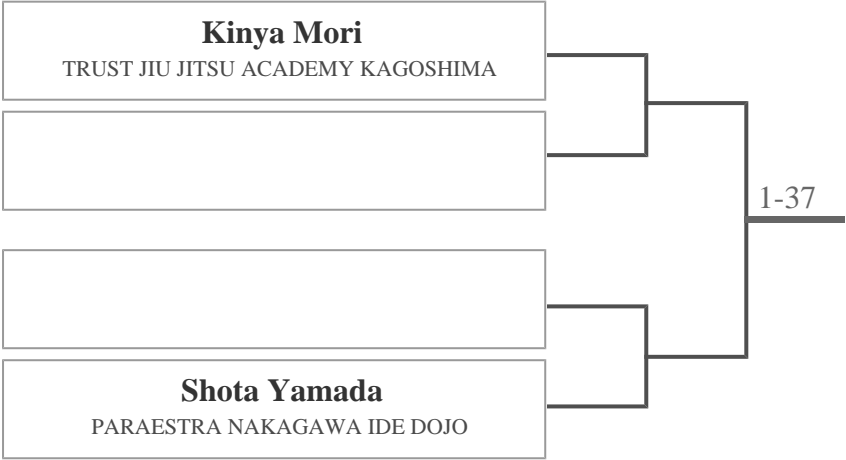 Kinya Mori
TRUST JIU JITSU ACADEMY KAGOSHIMA
1-37
Shota Yamada
PARAESTRA NAKAGAWA IDE DOJO